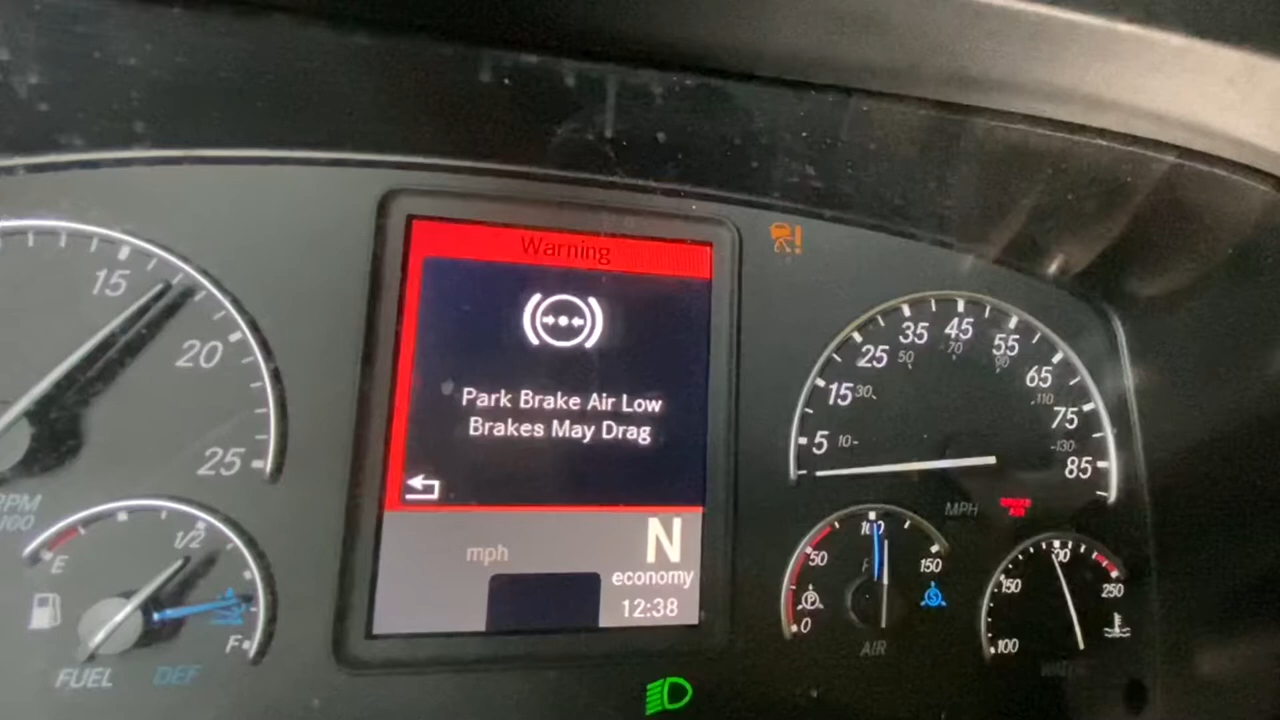 15
20
25
RPM
X100
E
1/2
F
FUEL
DEF
Warning
Park Brake Air Low
Brakes May Drag
N
mph
economy
12:38
5
15
25
35
45
55
65
75
85
10
30
50
70
90
110
130
MPH
BRAKE
AIR
0
50
100
150
P
S
AIR
100
150
250